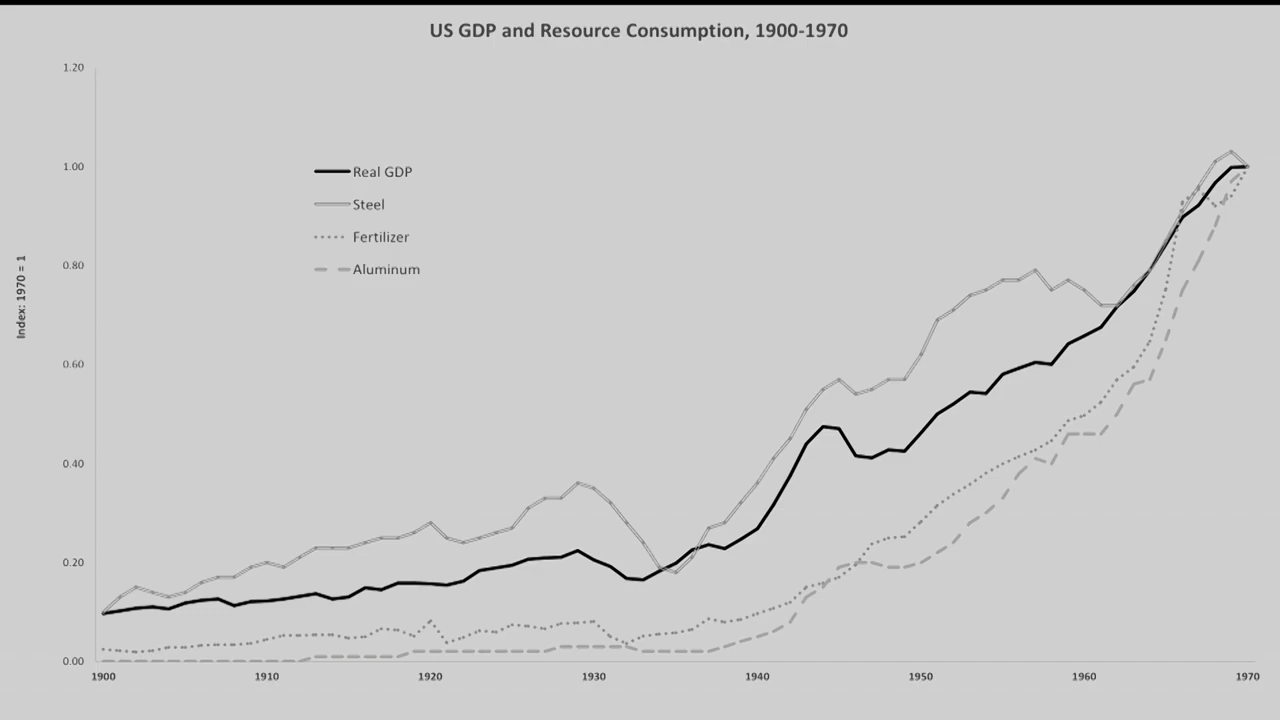 US GDP and Resource Consumption, 1900-1970
1.20
1.00
0.80
0.60
0.40
0.20
0.00
Index: 1970 = 1
Real GDP
Steel
Fertilizer
Aluminum
1900 1910 1920 1930 1940 1950 1960 1970